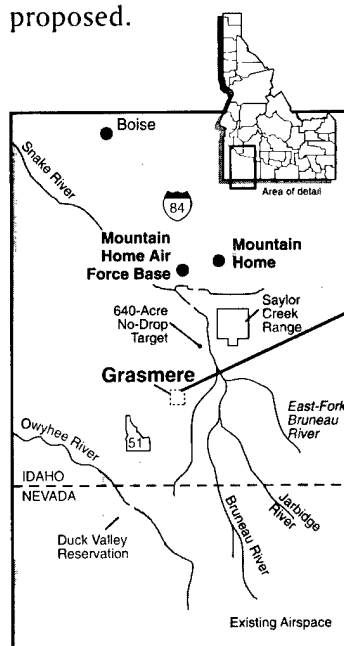 proposed.
Area of detail
Boise
Snake River
84
Mountain
Home Air
Force Base
Mountain
Home
640-Acre
No-Drop
Target
Saylor
Creek
Range
Grasmere
East-Fork
Bruneau
River
Owyhee River
51
IDAHO
NEVADA
Duck Valley
Reservation
Bruneau River
Jarbidge
River
Existing Airspace